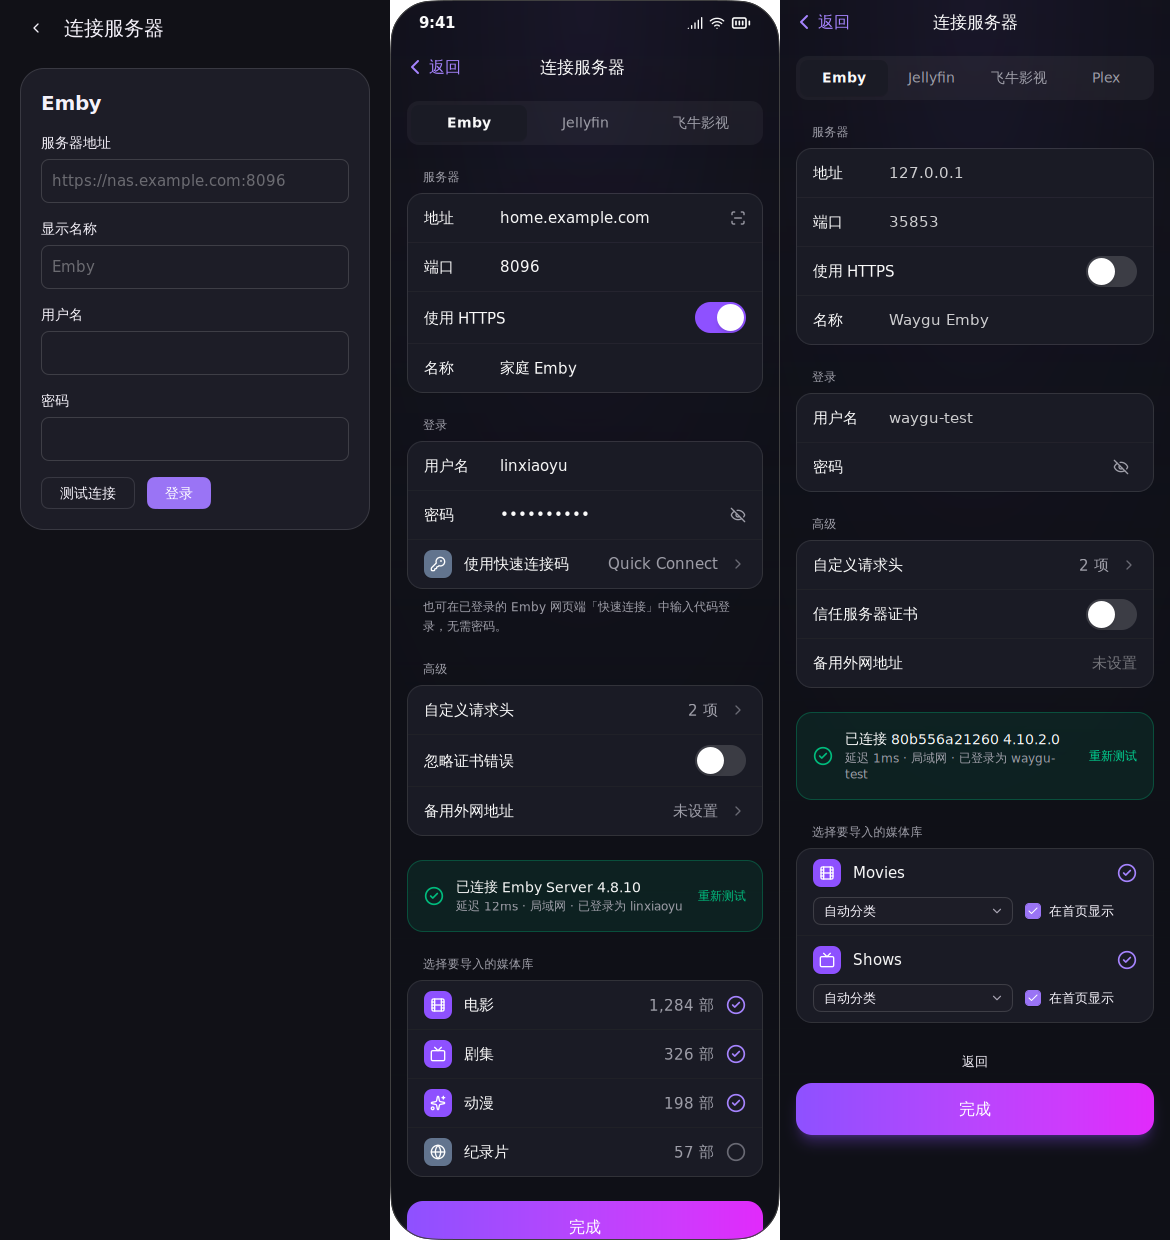 连接服务器
Emby
服务器地址
https://nas.example.com:8096
显示名称
Emby
用户名
密码
测试连接
登录
9:41
返回
连接服务器
Emby
Jellyfin
飞牛影视
服务器
地址
home.example.com
端口
8096
使用 HTTPS
名称
家庭 Emby
登录
用户名
linxiaoyu
密码
••••••••••
使用快速连接码
Quick Connect
也可在已登录的 Emby 网页端「快速连接」中输入代码登
录，无需密码。
高级
自定义请求头
2 项
忽略证书错误
备用外网地址
未设置
已连接 Emby Server 4.8.10
延迟 12ms · 局域网 · 已登录为 linxiaoyu
重新测试
选择要导入的媒体库
电影
1,284 部
剧集
326 部
动漫
198 部
纪录片
57 部
完成
返回
连接服务器
Emby
Jellyfin
飞牛影视
Plex
服务器
地址
127.0.0.1
端口
35853
使用 HTTPS
名称
Waygu Emby
登录
用户名
waygu-test
密码
高级
自定义请求头
2 项
信任服务器证书
备用外网地址
未设置
已连接 80b556a21260 4.10.2.0
延迟 1ms · 局域网 · 已登录为 waygu-
test
重新测试
选择要导入的媒体库
Movies
自动分类
在首页显示
Shows
自动分类
在首页显示
返回
完成